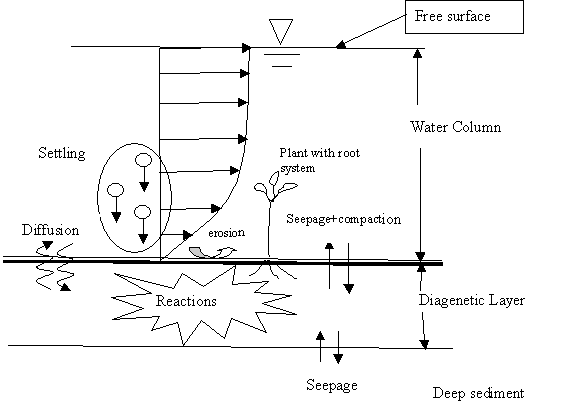 Free surface
Water Column
Settling
Plant with root
system
Seepage+compaction
Diffusion
erosion
Reactions
Diagenetic Layer
Seepage
Deep sediment